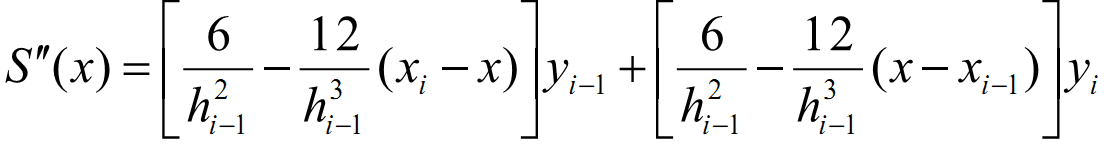 S″(x) = [6/h_{i−1}^2 − 12/h_{i−1}^3 (x_i − x)] y_{i−1} + [6/h_{i−1}^2 − 12/h_{i−1}^3 (x − x_{i−1})] y_i